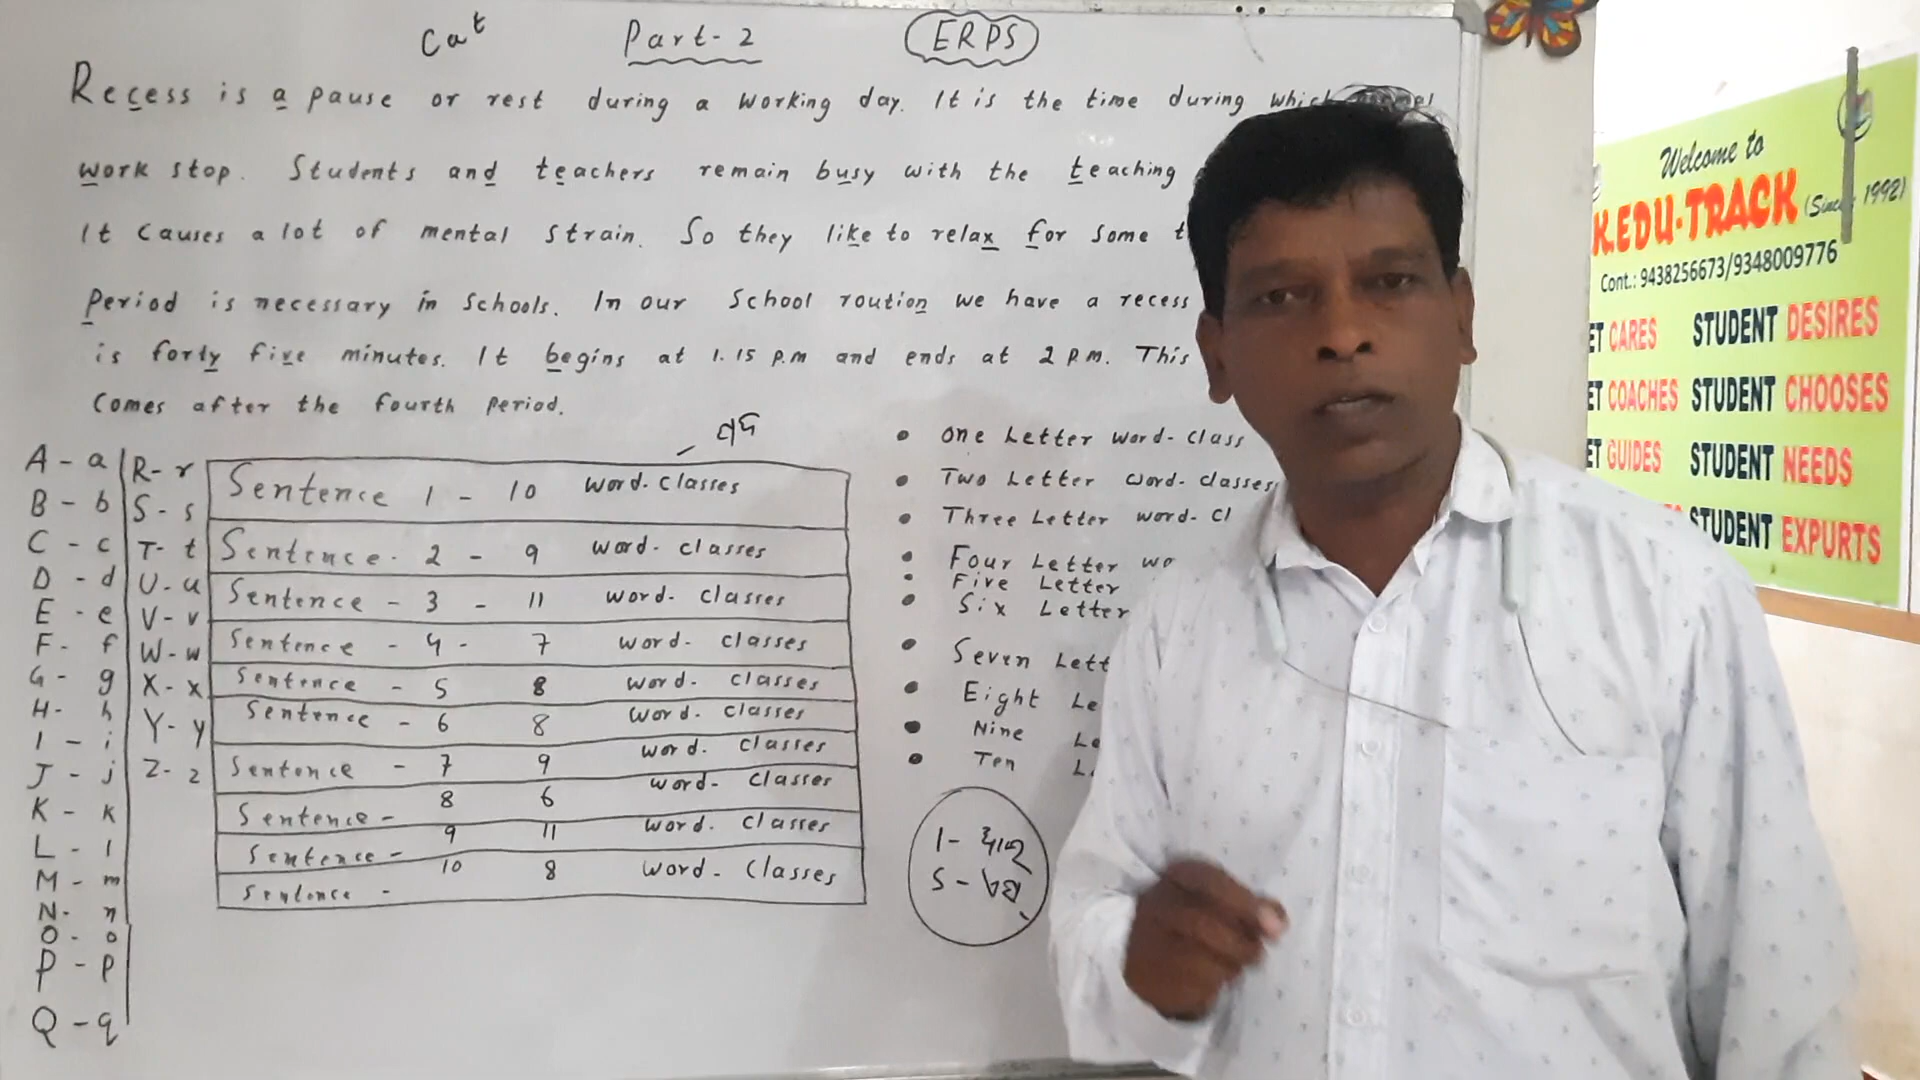 Cat
Part-2
ERPS
Recess is a pause or rest during a working day. It is the time during which
work stop. Students and teachers remain busy with the teaching
It causes a lot of mental strain. So they like to relax for some
Period is necessary in schools. In our school roution we have a recess
is forty five minutes. It begins at 1.15 P.m and ends at 2 P.m. This
Comes after the fourth Period.
A - a
B - b
C - c
D - d
E - e
F - f
G - g
H - h
I - i
J - j
K - k
L - l
M - m
N - n
O - o
P - p
Q - q
R - r
S - s
T - t
U - u
V - v
W - w
X - x
Y - y
Z - z
Sentence 1 - 10 word-classes
Sentence - 2 - 9 word-classes
Sentence - 3 - 11 word-classes
Sentence - 4 - 7 word-classes
Sentence - 5 8 word-classes
Sentence - 6 8 word-classes
Sentence - 7 9 word-classes
Sentence - 8 6 word-classes
Sentence - 9 11 word-classes
Sentence - 10 8 word-classes
One Letter word-class
Two Letter word-classes
Three Letter word-cl
Four Letter wo
Five Letter
Six Letter
Seven Lett
Eight Le
Nine Le
Ten L
1 -
5 -
Welcome to
K.EDU-TRACK (Since 1992)
Cont.: 9438256673/9348009776
ET CARES STUDENT DESIRES
ET COACHES STUDENT CHOOSES
ET GUIDES STUDENT NEEDS
STUDENT EXPURTS